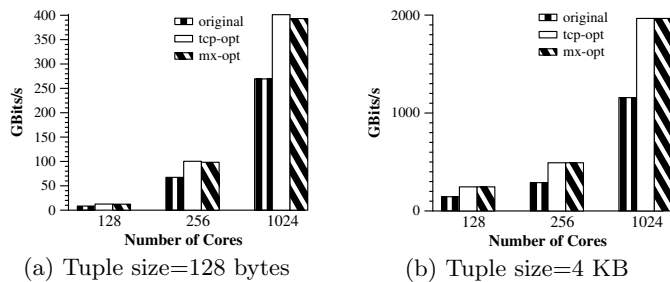 400
350
300
250
200
150
100
50
0
GBits/s
original
tcp-opt
mx-opt
128 256 1024
Number of Cores
(a) Tuple size=128 bytes
2000
1000
0
GBits/s
original
tcp-opt
mx-opt
128 256 1024
Number of Cores
(b) Tuple size=4 KB